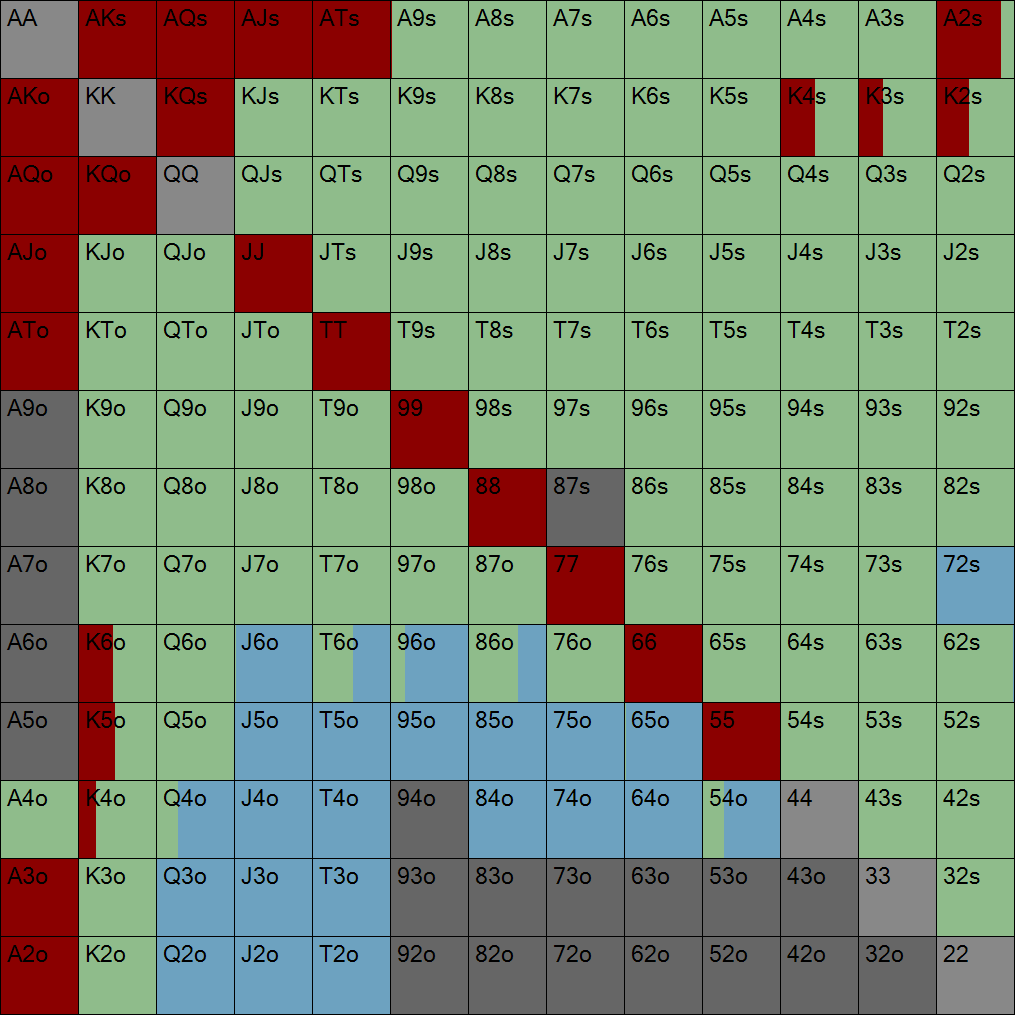 AA AKs AQs AJs ATs A9s A8s A7s A6s A5s A4s A3s A2s
AKo KK KQs KJs KTs K9s K8s K7s K6s K5s K4s K3s K2s
AQo KQo QQ QJs QTs Q9s Q8s Q7s Q6s Q5s Q4s Q3s Q2s
AJo KJo QJo JJ JTs J9s J8s J7s J6s J5s J4s J3s J2s
ATo KTo QTo JTo TT T9s T8s T7s T6s T5s T4s T3s T2s
A9o K9o Q9o J9o T9o 99 98s 97s 96s 95s 94s 93s 92s
A8o K8o Q8o J8o T8o 98o 88 87s 86s 85s 84s 83s 82s
A7o K7o Q7o J7o T7o 97o 87o 77 76s 75s 74s 73s 72s
A6o K6o Q6o J6o T6o 96o 86o 76o 66 65s 64s 63s 62s
A5o K5o Q5o J5o T5o 95o 85o 75o 65o 55 54s 53s 52s
A4o K4o Q4o J4o T4o 94o 84o 74o 64o 54o 44 43s 42s
A3o K3o Q3o J3o T3o 93o 83o 73o 63o 53o 43o 33 32s
A2o K2o Q2o J2o T2o 92o 82o 72o 62o 52o 42o 32o 22